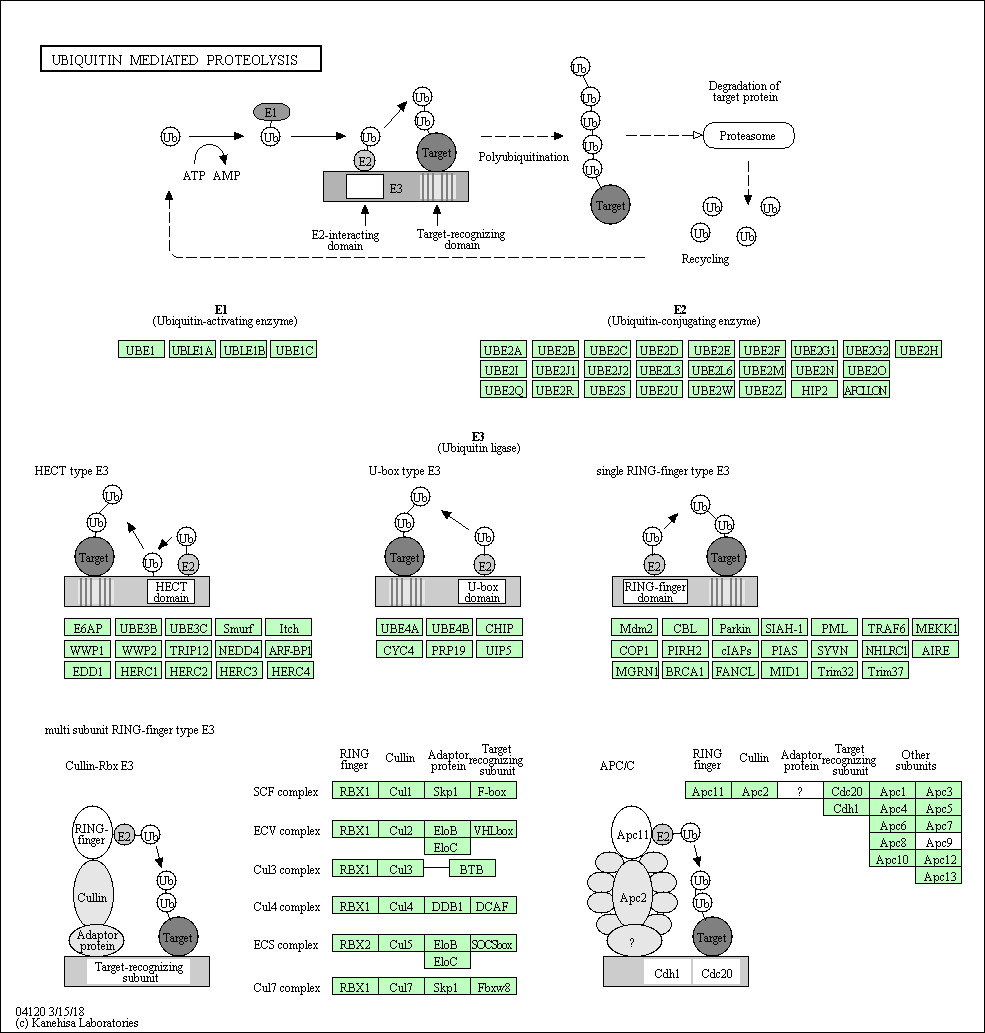 UBIQUITIN MEDIATED PROTEOLYSIS
Ub
ATP AMP
E1
Ub
Ub
E2
E3
Ub
Ub
Target
E2-interacting
domain
Target-recognizing
domain
Polyubiquitination
Ub
Ub
Ub
Ub
Ub
Target
Degradation of
target protein
Proteasome
Ub
Ub
Ub
Ub
Recycling
E1
(Ubiquitin-activating enzyme)
UBE1 UBLE1A UBLE1B UBE1C
E2
(Ubiquitin-conjugating enzyme)
UBE2A UBE2B UBE2C UBE2D UBE2E UBE2F UBE2G1 UBE2G2 UBE2H
UBE2I UBE2J1 UBE2J2 UBE2L3 UBE2L6 UBE2M UBE2N UBE2O
UBE2Q UBE2R UBE2S UBE2U UBE2W UBE2Z HIP2 APCLLON
E3
(Ubiquitin ligase)
HECT type E3
Ub
Ub
Target
Ub
Ub
E2
HECT
domain
E6AP UBE3B UBE3C Smurf Itch
WWP1 WWP2 TRIP12 NEDD4 ARF-BP1
EDD1 HERC1 HERC2 HERC3 HERC4
U-box type E3
Ub
Ub
Target
Ub
E2
U-box
domain
UBE4A UBE4B CHIP
CYC4 PRP19 UIP5
single RING-finger type E3
Ub
E2
Ub
Ub
Target
RING-finger
domain
Mdm2 CBL Parkin SIAH-1 PML TRAF6 MEKK1
COP1 PIRH2 cIAPs PIAS SYVN NHLRC1 AIRE
MGRN1 BRCA1 FANCL MID1 Trim32 Trim37
multi subunit RING-finger type E3
Cullin-Rbx E3
RING-
finger
E2
Ub
Cullin
Ub
Ub
Adaptor
protein
Target
Target-recognizing
subunit
RING
finger
Cullin
Adaptor
protein
Target
recognizing
subunit
SCF complex RBX1 Cul1 Skp1 F-box
ECV complex RBX1 Cul2 EloB VHLbox
EloC
Cul3 complex RBX1 Cul3 BTB
Cul4 complex RBX1 Cul4 DDB1 DCAF
ECS complex RBX2 Cul5 EloB SOCSbox
EloC
Cul7 complex RBX1 Cul7 Skp1 Fbxw8
APC/C
Apc11
E2
Ub
Apc2
Ub
Ub
?
Target
Cdh1 Cdc20
RING
finger
Cullin
Adaptor
protein
Target
recognizing
subunit
Other
subunits
Apc11 Apc2 ? Cdc20 Apc1 Apc3
Cdh1 Apc4 Apc5
Apc6 Apc7
Apc8 Apc9
Apc10 Apc12
Apc13
04120 3/15/18
(c) Kanehisa Laboratories